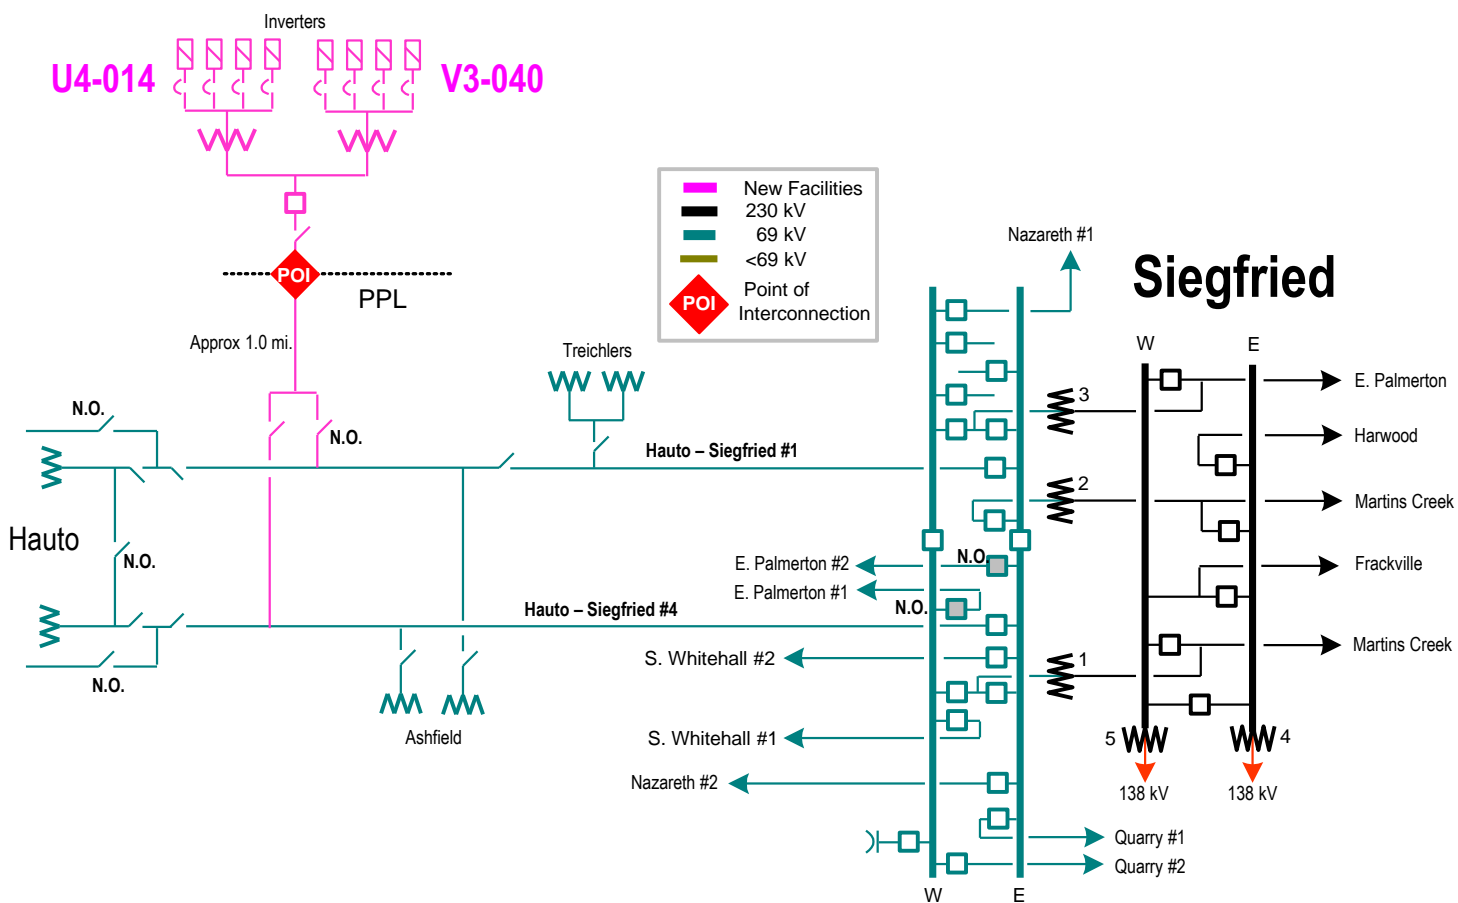 Inverters
U4-014
V3-040
New Facilities
230 kV
69 kV
<69 kV
POI
Point of
Interconnection
POI
PPL
Approx 1.0 mi.
Nazareth #1
Siegfried
W
E
Treichlers
3
E. Palmerton
N.O.
N.O.
Harwood
Hauto – Siegfried #1
2
Martins Creek
Hauto
N.O.
E. Palmerton #2
N.O.
Frackville
E. Palmerton #1
Hauto – Siegfried #4
N.O.
S. Whitehall #2
1
Martins Creek
N.O.
Ashfield
S. Whitehall #1
5
4
Nazareth #2
138 kV
138 kV
Quarry #1
Quarry #2
W
E